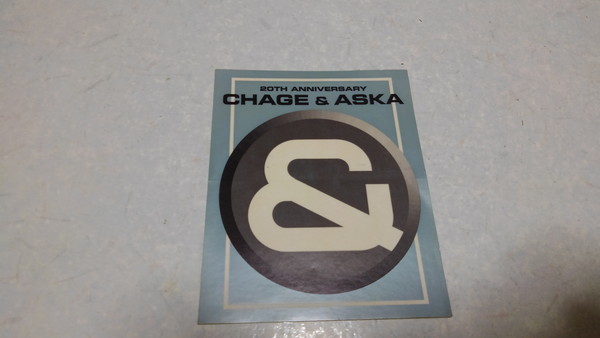 20TH ANNIVERSARY
CHAGE & ASKA
&